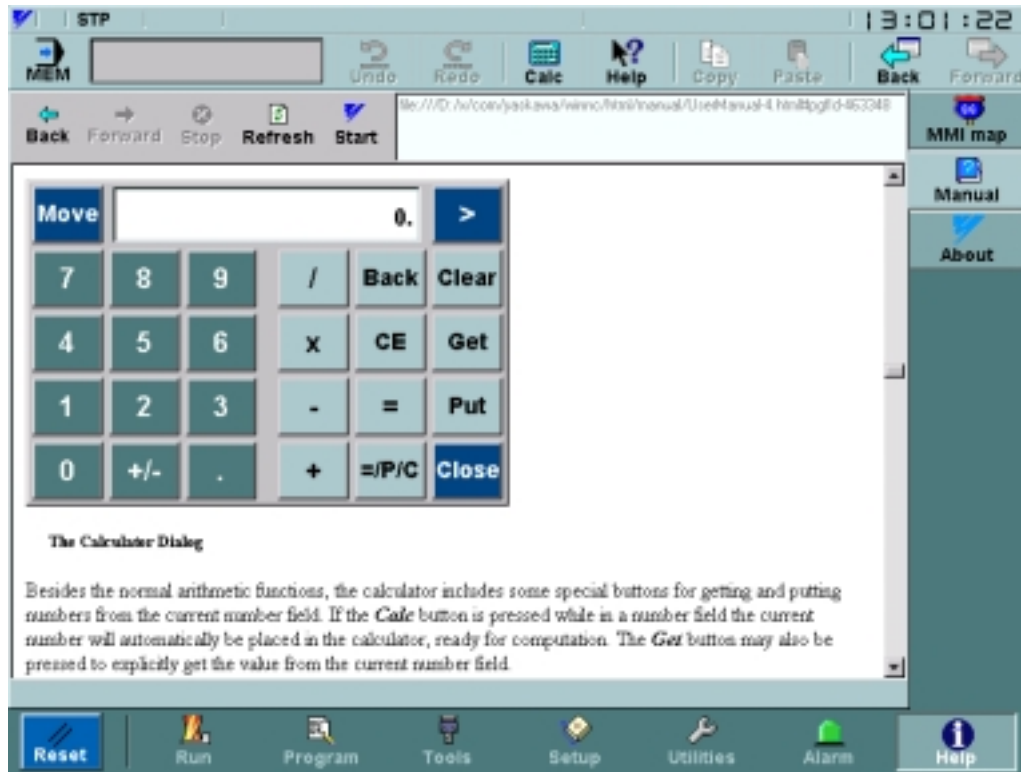 STP
13:01:22
MEM
Undo Redo Calc Help Copy Paste Back Forward
Back Forward Stop Refresh Start
MMI map
Manual
About
Move 0. >
7 8 9 / Back Clear
4 5 6 x CE Get
1 2 3 - = Put
0 +/- . + =/P/C Close
The Calculator Dialog
Besides the normal arithmetic functions, the calculator includes some special buttons for getting and putting
numbers from the current number field. If the Calc button is pressed while in a number field the current
number will automatically be placed in the calculator, ready for computation. The Get button may also be
pressed to explicitly get the value from the current number field.
Reset Run Program Tools Setup Utilities Alarm Help